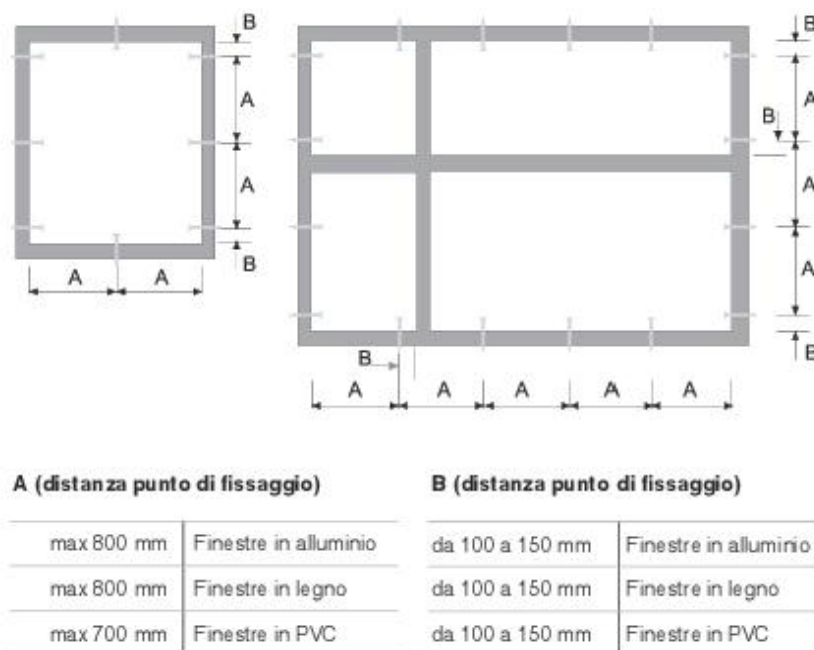 B
A
A
B
A A
B
A
B
A
A
B
B
A A A A A
A (distanza punto di fissaggio)
max 800 mm Finestre in alluminio
max 800 mm Finestre in legno
max 700 mm Finestre in PVC
B (distanza punto di fissaggio)
da 100 a 150 mm Finestre in alluminio
da 100 a 150 mm Finestre in legno
da 100 a 150 mm Finestre in PVC